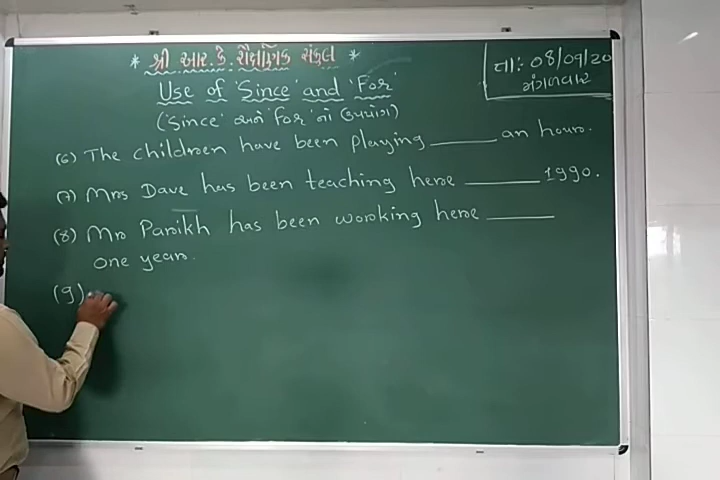 * શ્રી આર. કે. શૈક્ષણિક સંકુલ *
તા: 08/09/20
મંગળવાર
Use of 'Since' and 'For'
('Since' અને 'For' નો ઉપયોગ)
(6) The children have been playing ______ an hour.
(7) Mrs Dave has been teaching here ______ 1990.
(8) Mr Parikh has been working here ______
one year.
(9)